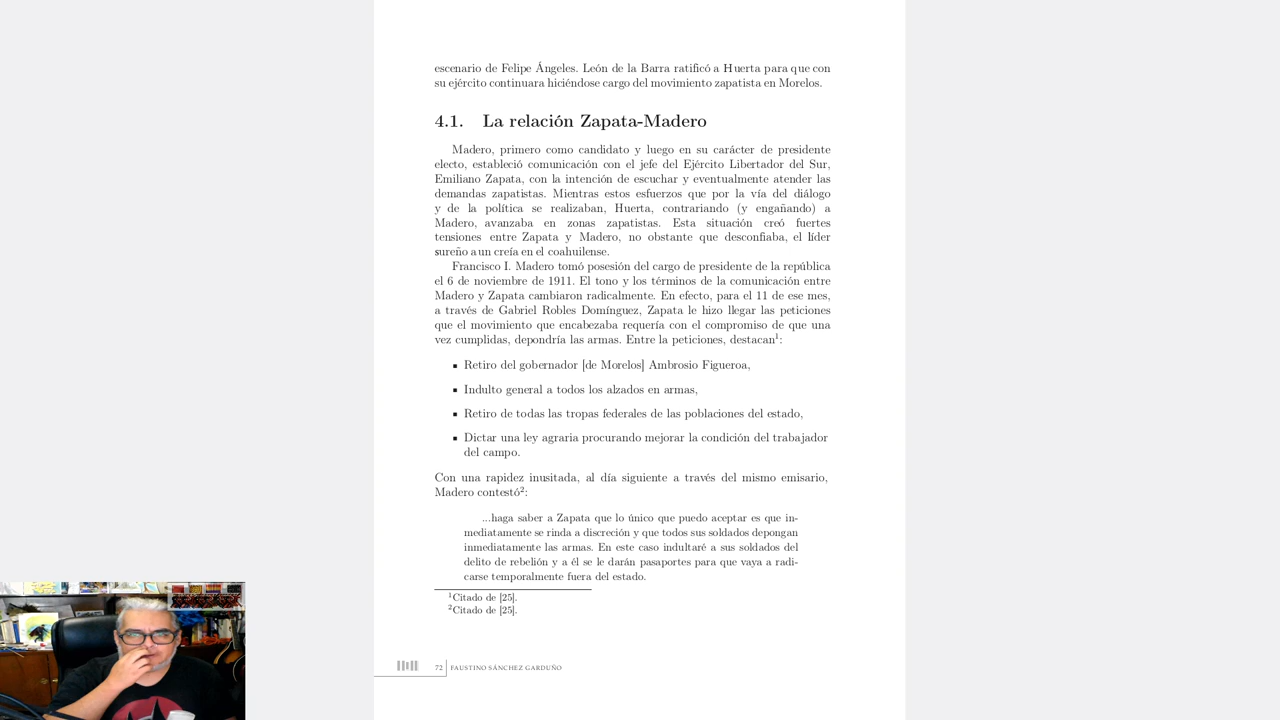 escenario de Felipe Ángeles. León de la Barra ratificó a Huerta para que con
su ejército continuara hiciéndose cargo del movimiento zapatista en Morelos.
4.1. La relación Zapata-Madero
Madero, primero como candidato y luego en su carácter de presidente
electo, estableció comunicación con el jefe del Ejército Libertador del Sur,
Emiliano Zapata, con la intención de escuchar y eventualmente atender las
demandas zapatistas. Mientras estos esfuerzos que por la vía del diálogo
y de la política se realizaban, Huerta, contrariando (y engañando) a
Madero, avanzaba en zonas zapatistas. Esta situación creó fuertes
tensiones entre Zapata y Madero, no obstante que desconfiaba, el líder
sureño aun creía en el coahuilense.
Francisco I. Madero tomó posesión del cargo de presidente de la república
el 6 de noviembre de 1911. El tono y los términos de la comunicación entre
Madero y Zapata cambiaron radicalmente. En efecto, para el 11 de ese mes,
a través de Gabriel Robles Domínguez, Zapata le hizo llegar las peticiones
que el movimiento que encabezaba requería con el compromiso de que una
vez cumplidas, depondría las armas. Entre la peticiones, destacan¹:
▪ Retiro del gobernador [de Morelos] Ambrosio Figueroa,
▪ Indulto general a todos los alzados en armas,
▪ Retiro de todas las tropas federales de las poblaciones del estado,
▪ Dictar una ley agraria procurando mejorar la condición del trabajador
del campo.
Con una rapidez inusitada, al día siguiente a través del mismo emisario,
Madero contestó²:
...haga saber a Zapata que lo único que puedo aceptar es que in-
mediatamente se rinda a discreción y que todos sus soldados depongan
inmediatamente las armas. En este caso indultaré a sus soldados del
delito de rebelión y a él se le darán pasaportes para que vaya a radi-
carse temporalmente fuera del estado.
¹Citado de [25].
²Citado de [25].
72 FAUSTINO SÁNCHEZ GARDUÑO